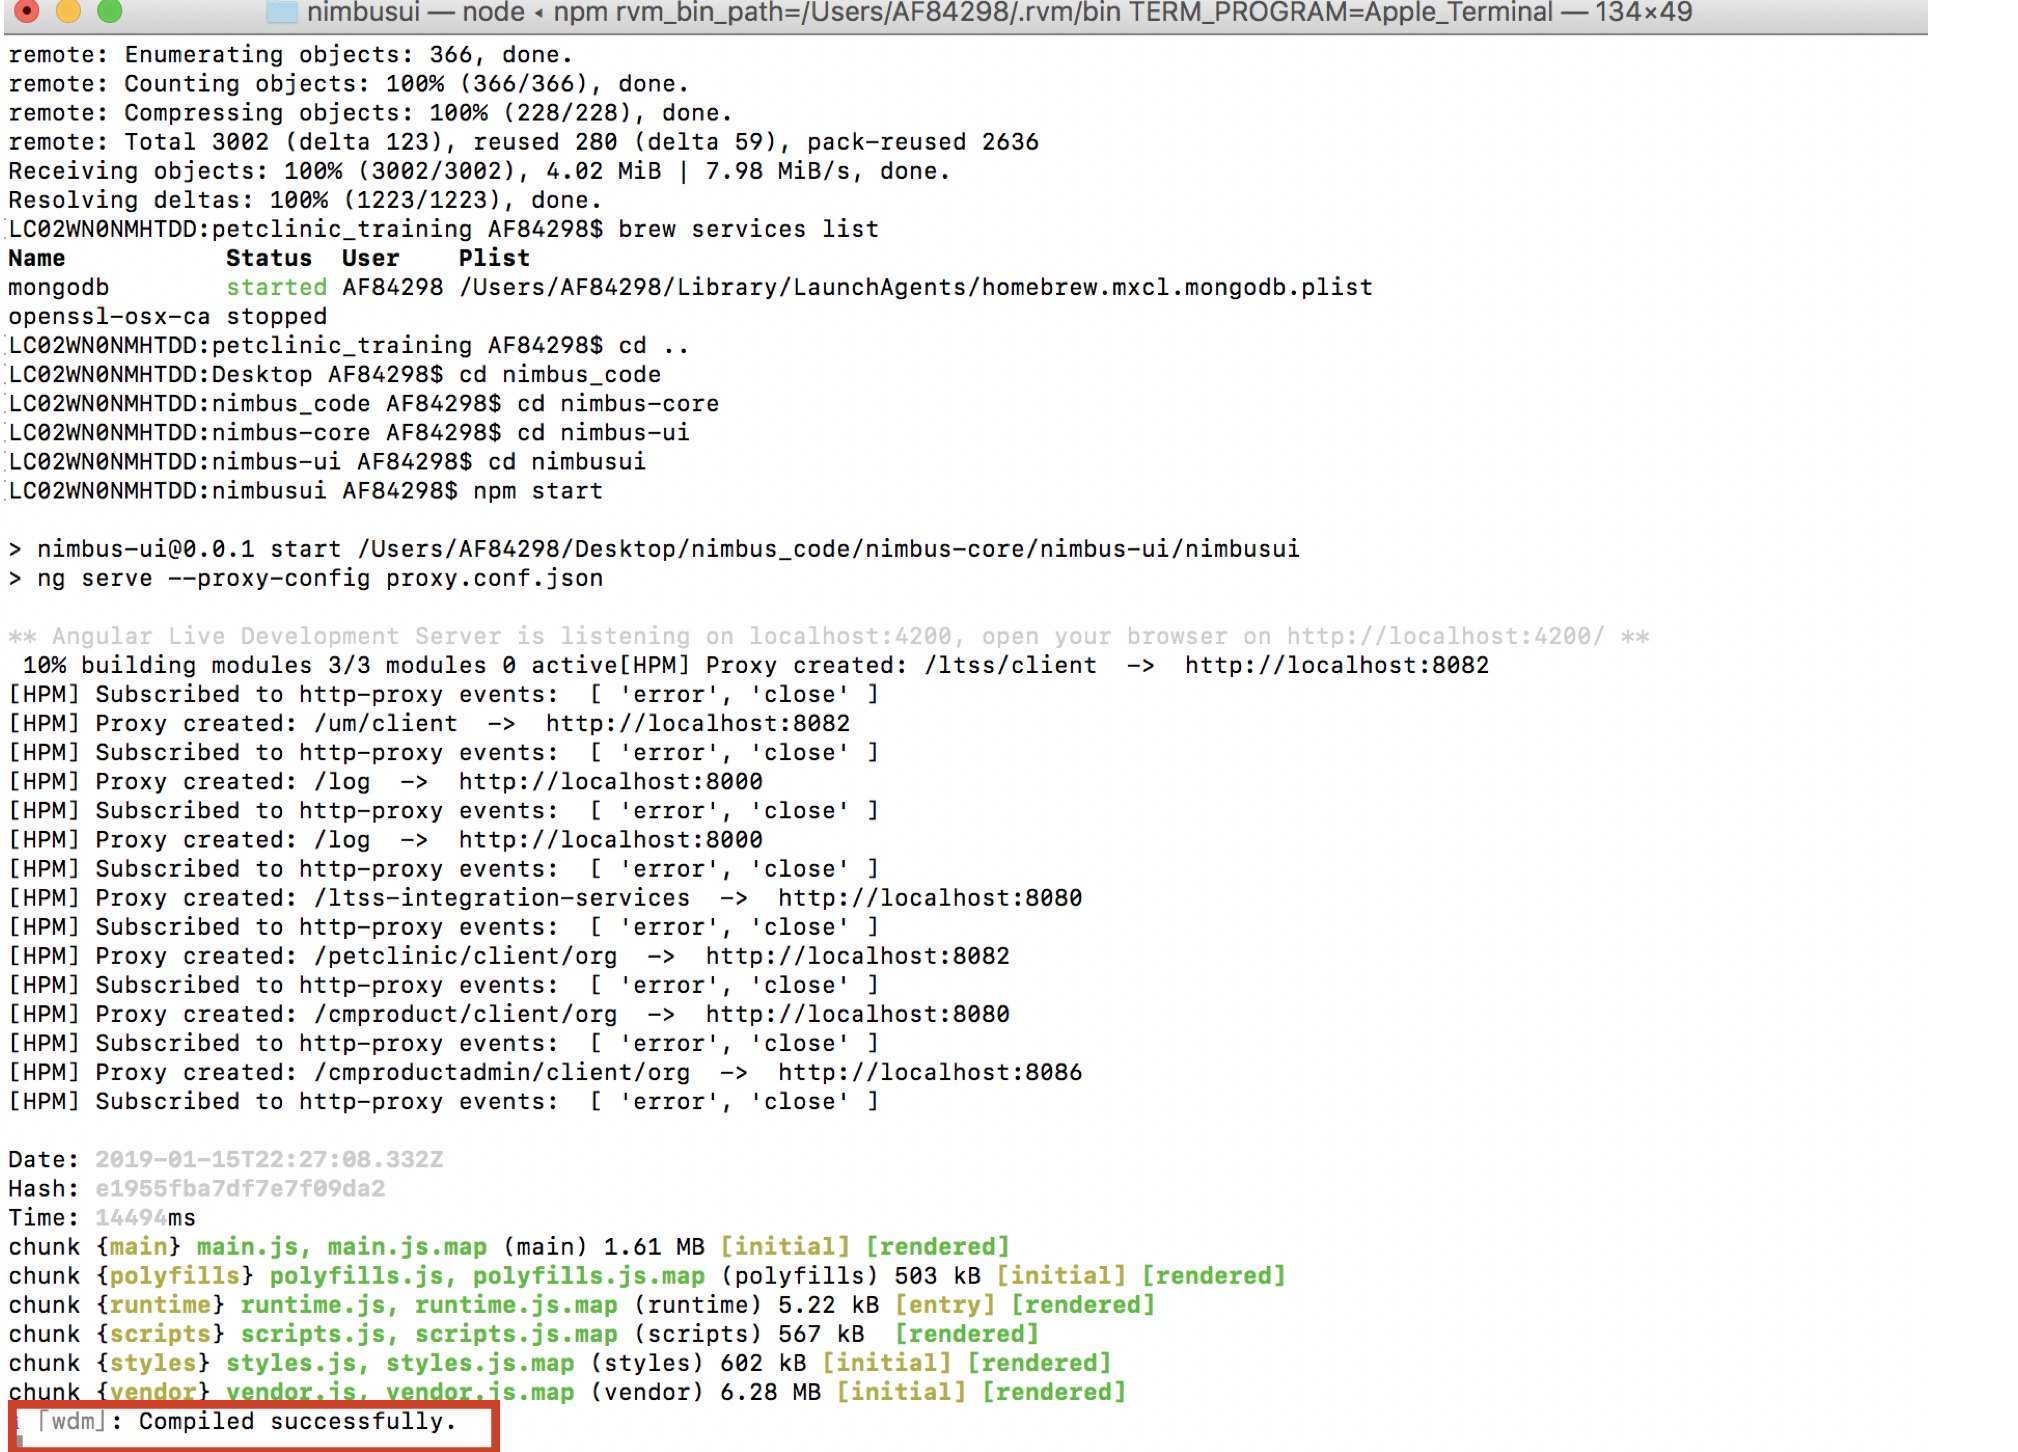 nimbusui — node ◂ npm rvm_bin_path=/Users/AF84298/.rvm/bin TERM_PROGRAM=Apple_Terminal — 134×49
remote: Enumerating objects: 366, done.
remote: Counting objects: 100% (366/366), done.
remote: Compressing objects: 100% (228/228), done.
remote: Total 3002 (delta 123), reused 280 (delta 59), pack-reused 2636
Receiving objects: 100% (3002/3002), 4.02 MiB | 7.98 MiB/s, done.
Resolving deltas: 100% (1223/1223), done.
LC02WN0NMHTDD:petclinic_training AF84298$ brew services list
Name           Status  User    Plist
mongodb        started AF84298 /Users/AF84298/Library/LaunchAgents/homebrew.mxcl.mongodb.plist
openssl-osx-ca stopped
LC02WN0NMHTDD:petclinic_training AF84298$ cd ..
LC02WN0NMHTDD:Desktop AF84298$ cd nimbus_code
LC02WN0NMHTDD:nimbus_code AF84298$ cd nimbus-core
LC02WN0NMHTDD:nimbus-core AF84298$ cd nimbus-ui
LC02WN0NMHTDD:nimbus-ui AF84298$ cd nimbusui
LC02WN0NMHTDD:nimbusui AF84298$ npm start
> nimbus-ui@0.0.1 start /Users/AF84298/Desktop/nimbus_code/nimbus-core/nimbus-ui/nimbusui
> ng serve --proxy-config proxy.conf.json
** Angular Live Development Server is listening on localhost:4200, open your browser on http://localhost:4200/ **
10% building modules 3/3 modules 0 active[HPM] Proxy created: /ltss/client  ->  http://localhost:8082
[HPM] Subscribed to http-proxy events:  [ 'error', 'close' ]
[HPM] Proxy created: /um/client  ->  http://localhost:8082
[HPM] Subscribed to http-proxy events:  [ 'error', 'close' ]
[HPM] Proxy created: /log  ->  http://localhost:8000
[HPM] Subscribed to http-proxy events:  [ 'error', 'close' ]
[HPM] Proxy created: /log  ->  http://localhost:8000
[HPM] Subscribed to http-proxy events:  [ 'error', 'close' ]
[HPM] Proxy created: /ltss-integration-services  ->  http://localhost:8080
[HPM] Subscribed to http-proxy events:  [ 'error', 'close' ]
[HPM] Proxy created: /petclinic/client/org  ->  http://localhost:8082
[HPM] Subscribed to http-proxy events:  [ 'error', 'close' ]
[HPM] Proxy created: /cmproduct/client/org  ->  http://localhost:8080
[HPM] Subscribed to http-proxy events:  [ 'error', 'close' ]
[HPM] Proxy created: /cmproductadmin/client/org  ->  http://localhost:8086
[HPM] Subscribed to http-proxy events:  [ 'error', 'close' ]
Date: 2019-01-15T22:27:08.332Z
Hash: e1955fba7df7e7f09da2
Time: 14494ms
chunk {main} main.js, main.js.map (main) 1.61 MB [initial] [rendered]
chunk {polyfills} polyfills.js, polyfills.js.map (polyfills) 503 kB [initial] [rendered]
chunk {runtime} runtime.js, runtime.js.map (runtime) 5.22 kB [entry] [rendered]
chunk {scripts} scripts.js, scripts.js.map (scripts) 567 kB  [rendered]
chunk {styles} styles.js, styles.js.map (styles) 602 kB [initial] [rendered]
chunk {vendor} vendor.js, vendor.js.map (vendor) 6.28 MB [initial] [rendered]
i ｢wdm｣: Compiled successfully.